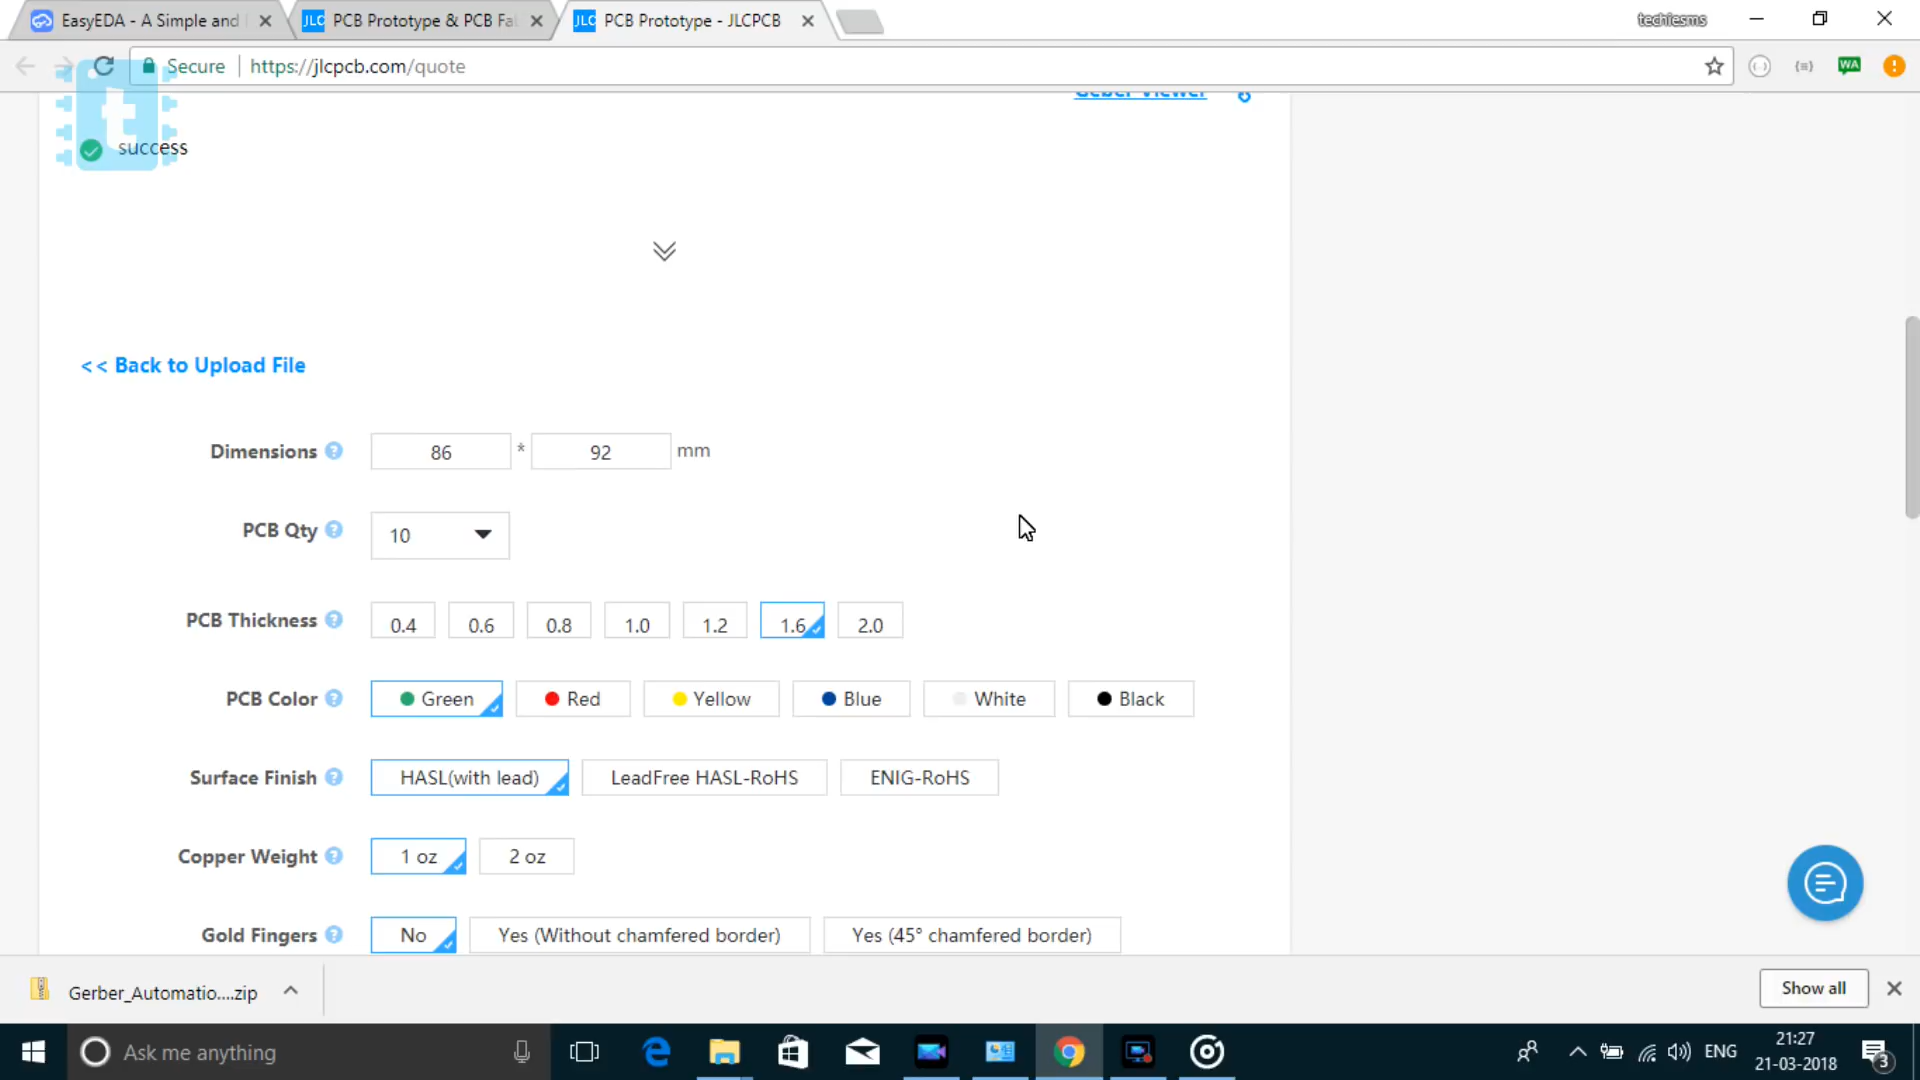 EasyEDA - A Simple and
JLC PCB Prototype & PCB Fa
JLC PCB Prototype - JLCPCB
techiesms
Secure
https://jlcpcb.com/quote
WA
t
success
<< Back to Upload File
Dimensions ? 86 * 92 mm
PCB Qty ? 10
PCB Thickness ? 0.4 0.6 0.8 1.0 1.2 1.6 2.0
PCB Color ? Green Red Yellow Blue White Black
Surface Finish ? HASL(with lead) LeadFree HASL-RoHS ENIG-RoHS
Copper Weight ? 1 oz 2 oz
Gold Fingers ? No Yes (Without chamfered border) Yes (45° chamfered border)
Gerber_Automatio....zip
Show all
Ask me anything
ENG
21:27
21-03-2018
3